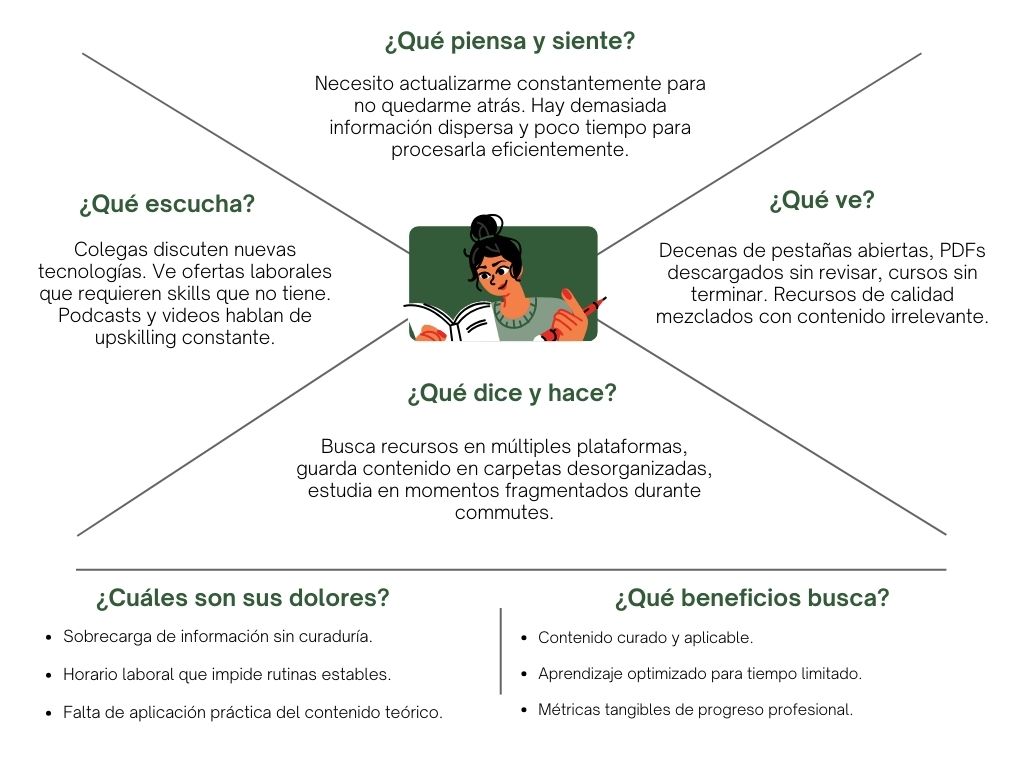 ¿Qué piensa y siente?
Necesito actualizarme constantemente para
no quedarme atrás. Hay demasiada
información dispersa y poco tiempo para
procesarla eficientemente.
¿Qué escucha?
Colegas discuten nuevas
tecnologías. Ve ofertas laborales
que requieren skills que no tiene.
Podcasts y videos hablan de
upskilling constante.
¿Qué ve?
Decenas de pestañas abiertas, PDFs
descargados sin revisar, cursos sin
terminar. Recursos de calidad
mezclados con contenido irrelevante.
¿Qué dice y hace?
Busca recursos en múltiples plataformas,
guarda contenido en carpetas desorganizadas,
estudia en momentos fragmentados durante
commutes.
¿Cuáles son sus dolores?
• Sobrecarga de información sin curaduría.
• Horario laboral que impide rutinas estables.
• Falta de aplicación práctica del contenido teórico.
¿Qué beneficios busca?
• Contenido curado y aplicable.
• Aprendizaje optimizado para tiempo limitado.
• Métricas tangibles de progreso profesional.